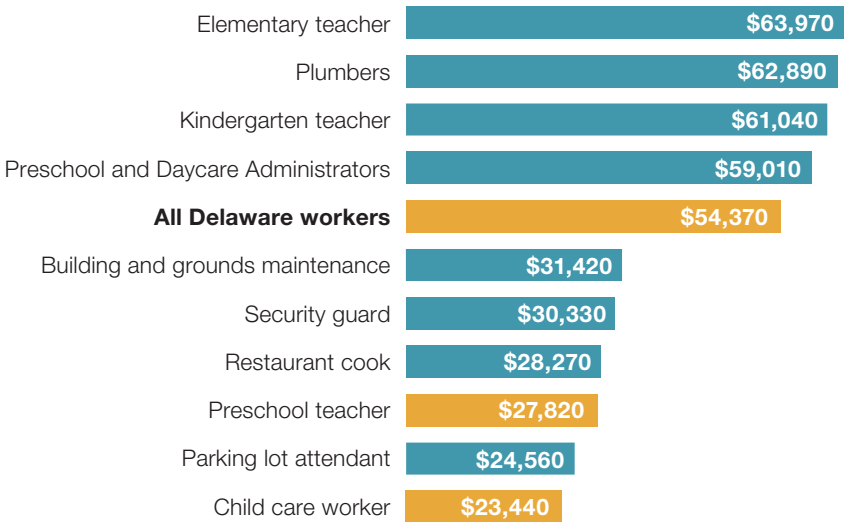 Elementary teacher $63,970
Plumbers $62,890
Kindergarten teacher $61,040
Preschool and Daycare Administrators $59,010
All Delaware workers $54,370
Building and grounds maintenance $31,420
Security guard $30,330
Restaurant cook $28,270
Preschool teacher $27,820
Parking lot attendant $24,560
Child care worker $23,440